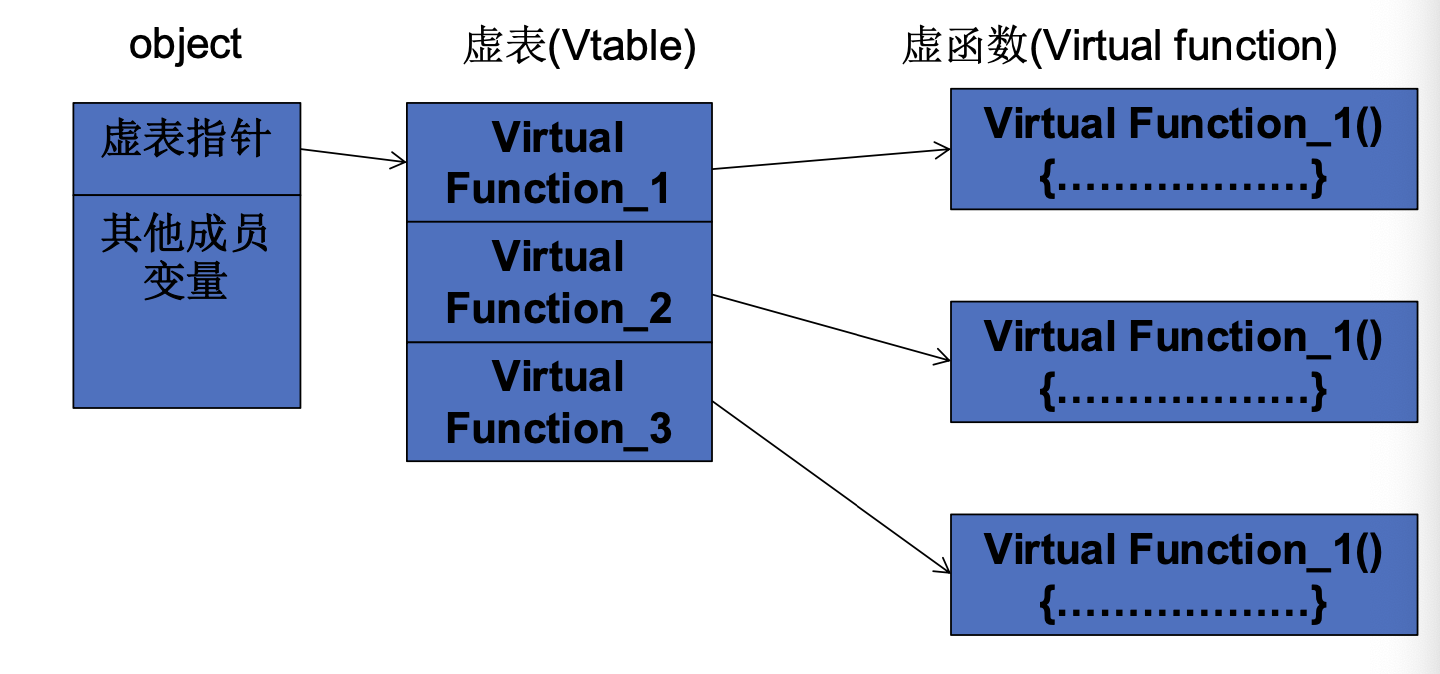 object
虚表(Vtable)
虚函数(Virtual function)
虚表指针
其他成员
变量
Virtual
Function_1
Virtual
Function_2
Virtual
Function_3
Virtual Function_1()
{………………}
Virtual Function_1()
{………………}
Virtual Function_1()
{………………}